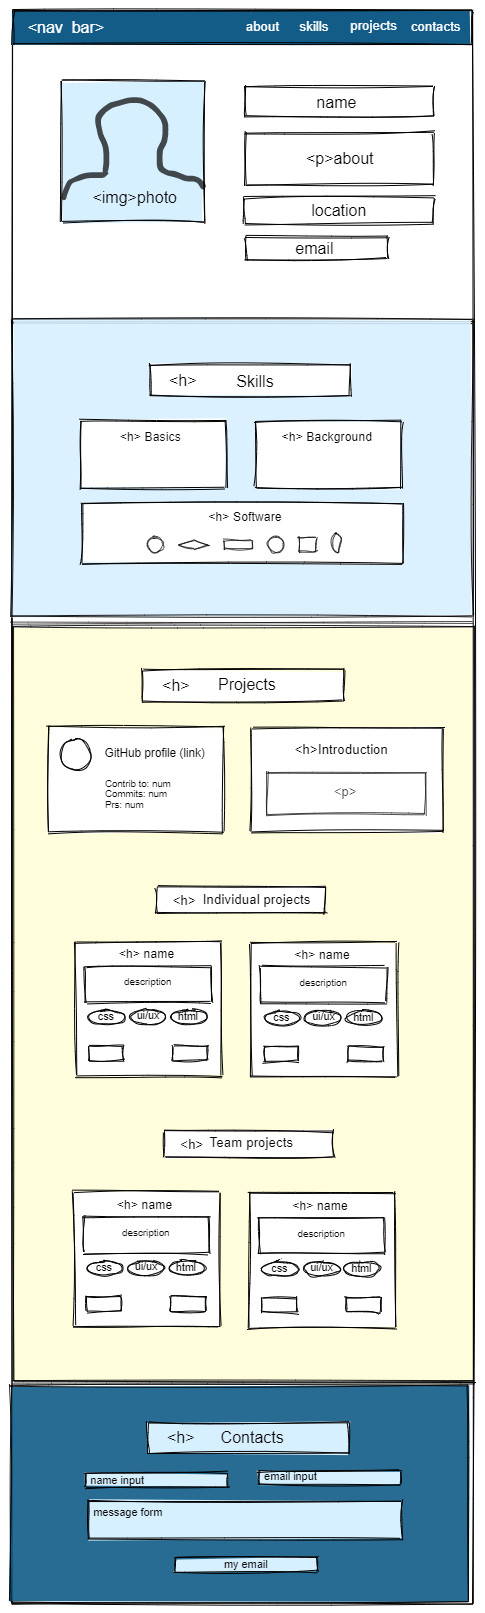 <nav bar> about skills projects contacts
<img>photo
name
<p>about
location
email
<h> Skills
<h> Basics
<h> Background
<h> Software
<h> Projects
GitHub profile (link)
Contrib to: num
Commits: num
Prs: num
<h>Introduction
<p>
<h> Individual projects
<h> name
description
css ui/ux html
<h> name
description
css ui/ux html
<h> Team projects
<h> name
description
css ui/ux html
<h> name
description
css ui/ux html
<h> Contacts
name input
email input
message form
my email